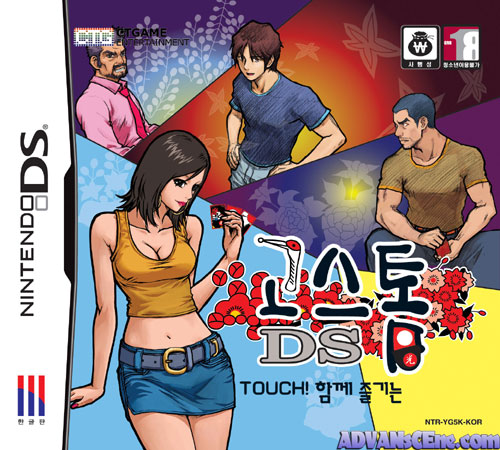 CTGAME
ENTERTAINMENT
사행성
18
청소년이용불가
NINTENDO DS
고스톱
DS
TOUCH! 함께 즐기는
한글판
NTR-YG5K-KOR
ADVANsCEne.com